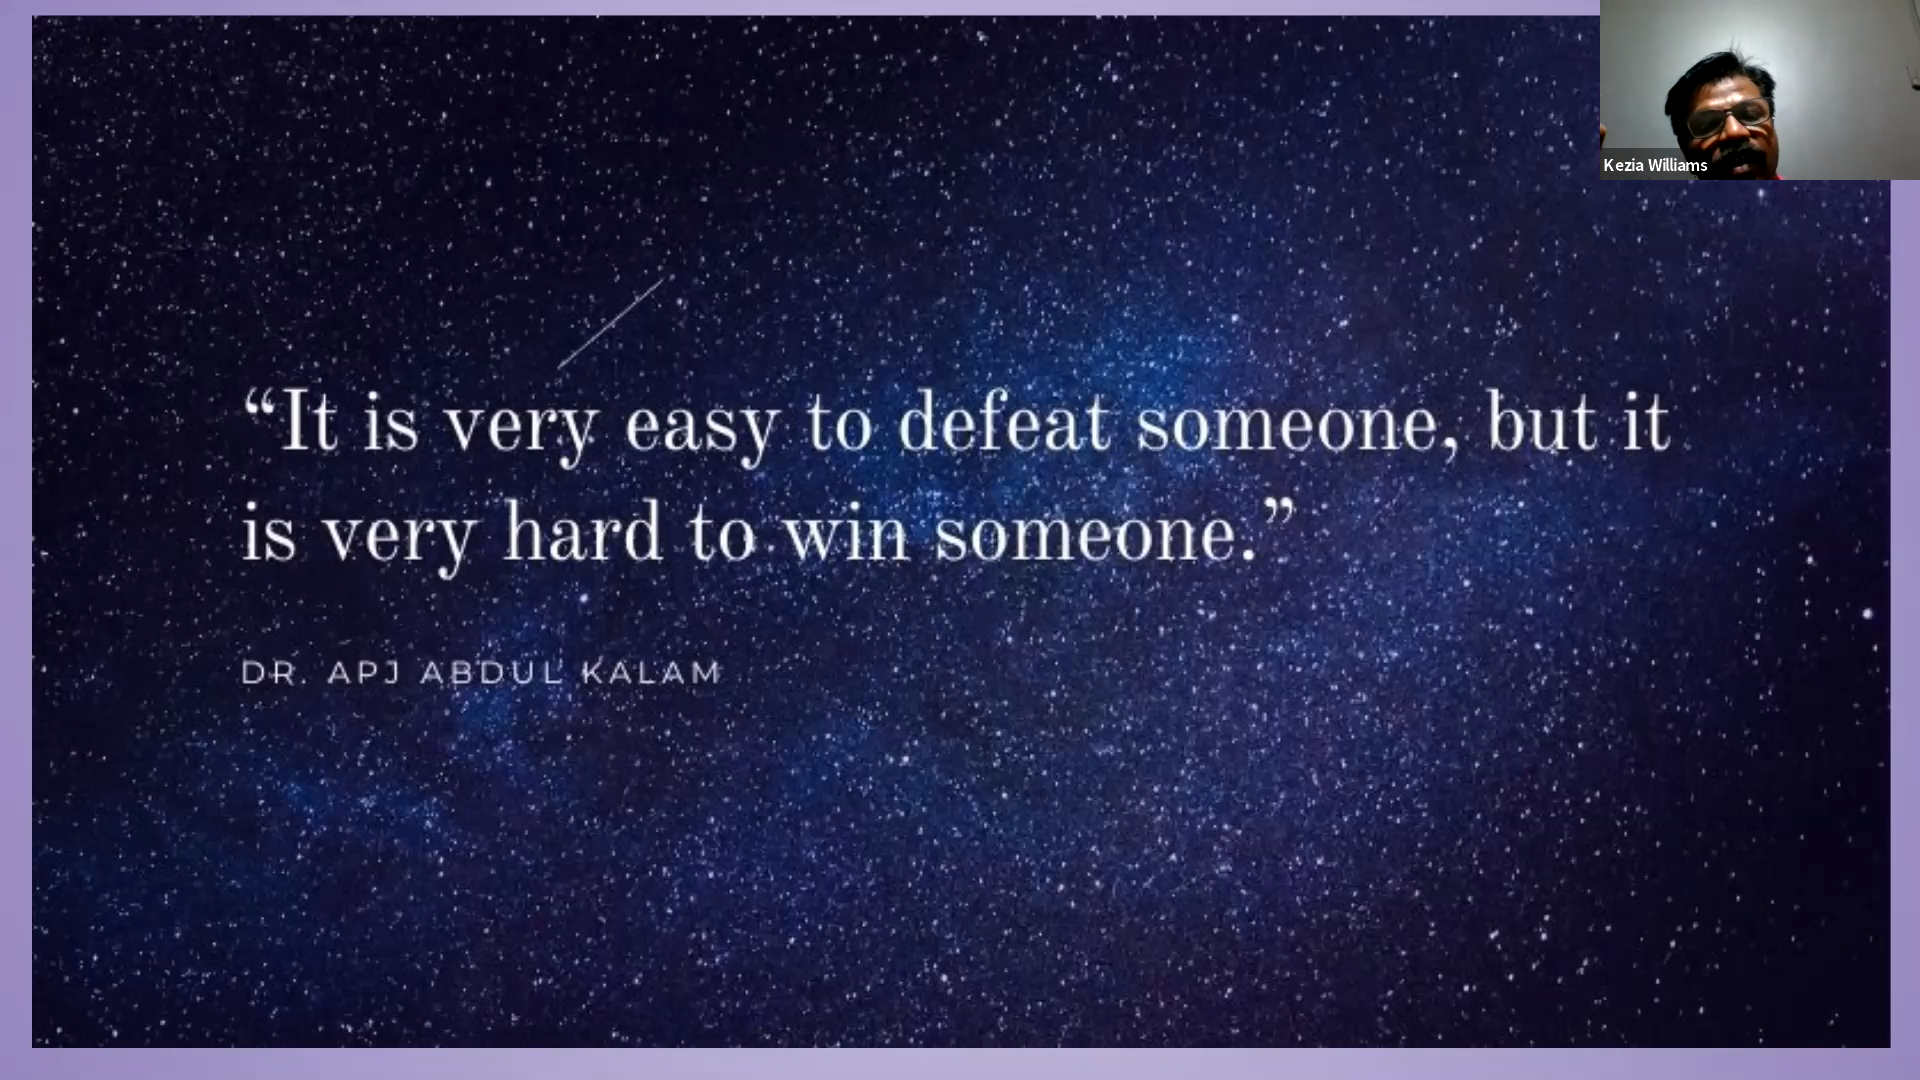 Kezia Williams
“It is very easy to defeat someone, but it
is very hard to win someone.”
DR. APJ ABDUL KALAM